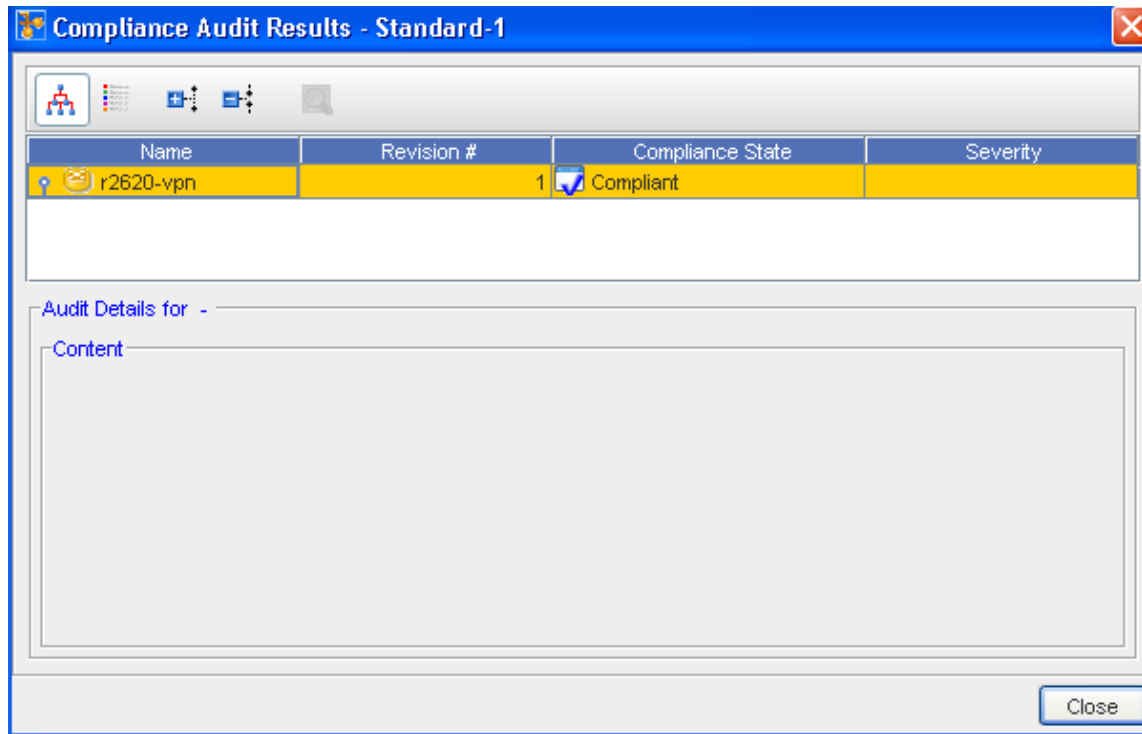 Compliance Audit Results - Standard-1
Name Revision # Compliance State Severity
r2620-vpn 1 Compliant
Audit Details for -
Content
Close